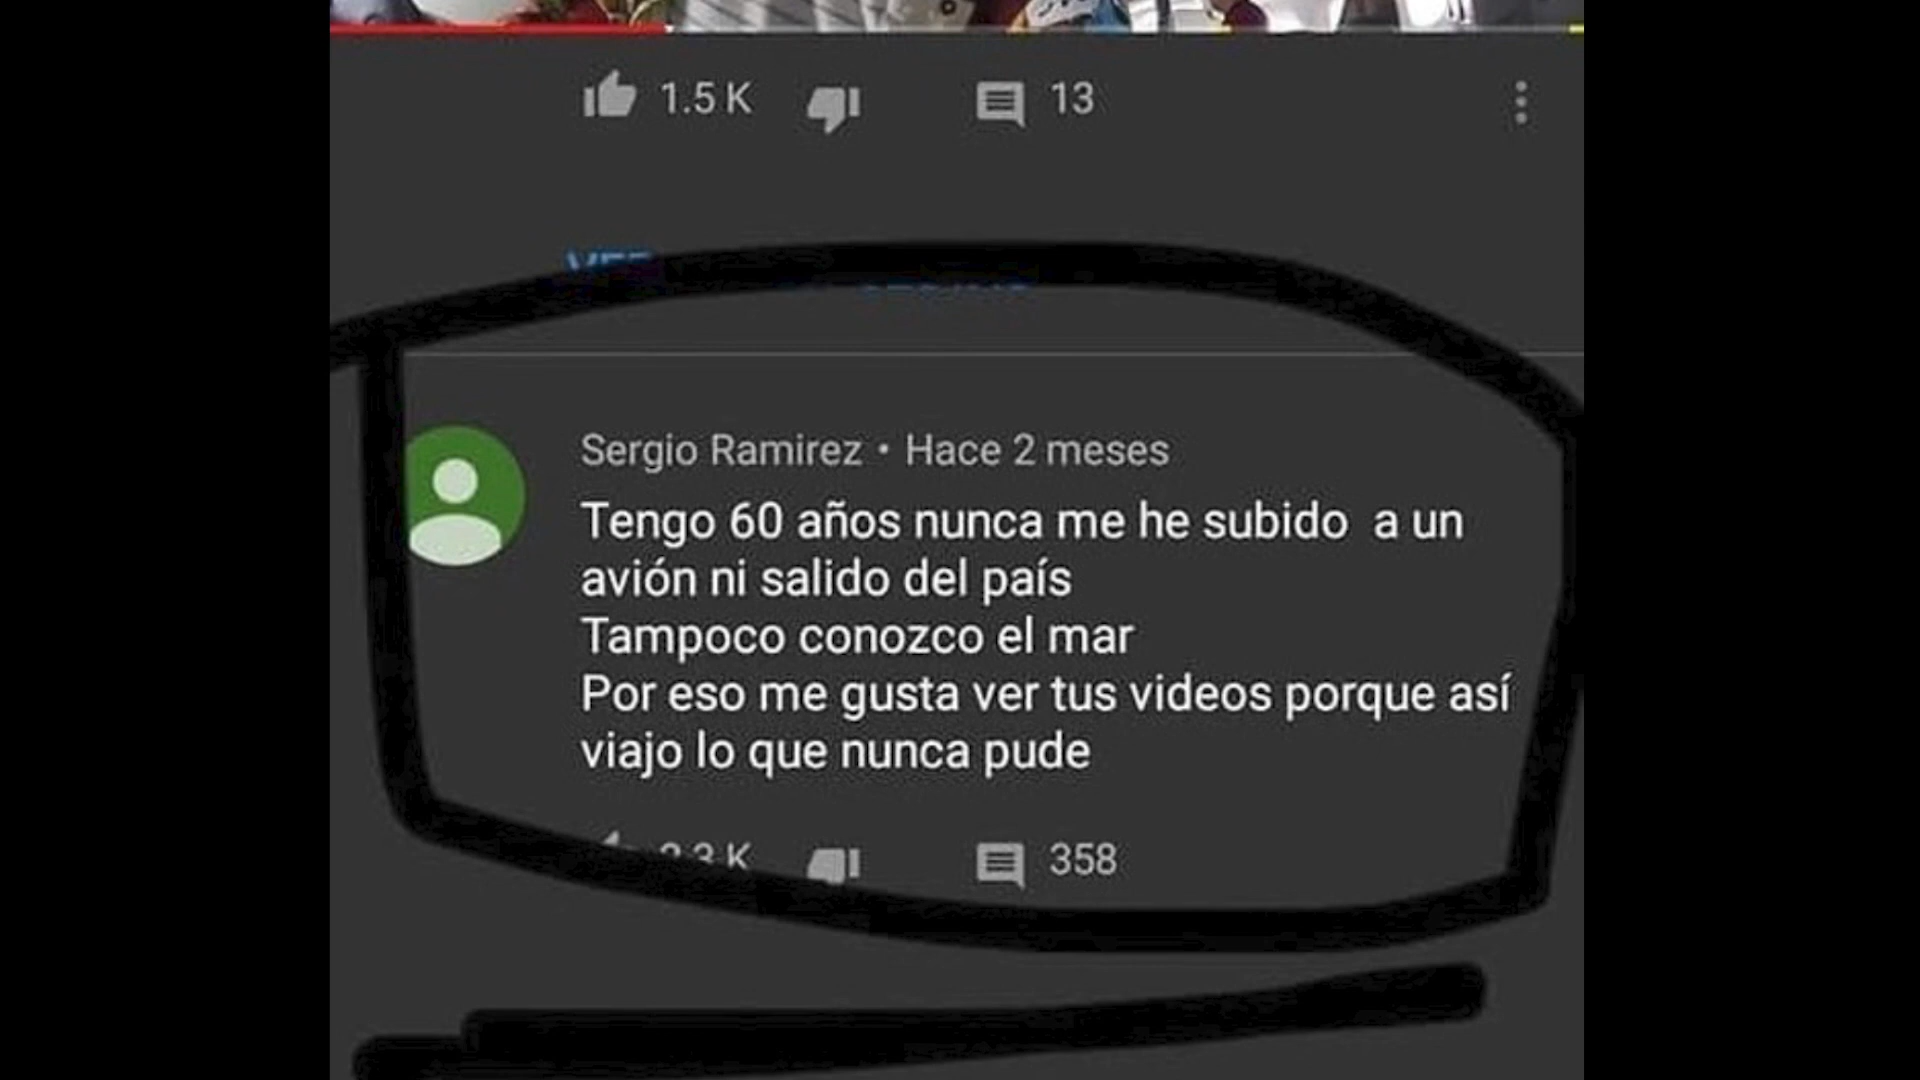 1.5 K 13
Sergio Ramirez • Hace 2 meses
Tengo 60 años nunca me he subido  a un
avión ni salido del país
Tampoco conozco el mar
Por eso me gusta ver tus videos porque así
viajo lo que nunca pude
358